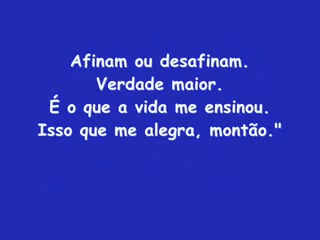 Afinam ou desafinam.
Verdade maior.
É o que a vida me ensinou.
Isso que me alegra, montão."